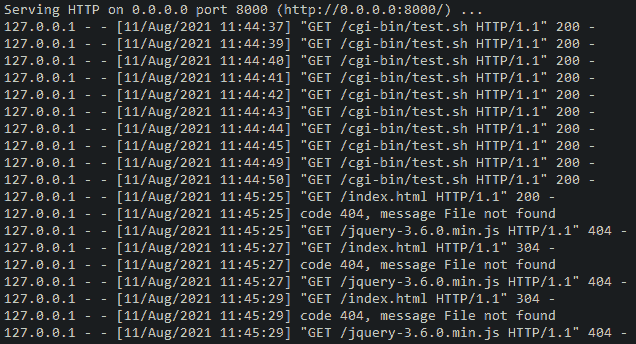 Serving HTTP on 0.0.0.0 port 8000 (http://0.0.0.0:8000/) ...
127.0.0.1 - - [11/Aug/2021 11:44:37] "GET /cgi-bin/test.sh HTTP/1.1" 200 -
127.0.0.1 - - [11/Aug/2021 11:44:39] "GET /cgi-bin/test.sh HTTP/1.1" 200 -
127.0.0.1 - - [11/Aug/2021 11:44:40] "GET /cgi-bin/test.sh HTTP/1.1" 200 -
127.0.0.1 - - [11/Aug/2021 11:44:41] "GET /cgi-bin/test.sh HTTP/1.1" 200 -
127.0.0.1 - - [11/Aug/2021 11:44:42] "GET /cgi-bin/test.sh HTTP/1.1" 200 -
127.0.0.1 - - [11/Aug/2021 11:44:43] "GET /cgi-bin/test.sh HTTP/1.1" 200 -
127.0.0.1 - - [11/Aug/2021 11:44:44] "GET /cgi-bin/test.sh HTTP/1.1" 200 -
127.0.0.1 - - [11/Aug/2021 11:44:45] "GET /cgi-bin/test.sh HTTP/1.1" 200 -
127.0.0.1 - - [11/Aug/2021 11:44:49] "GET /cgi-bin/test.sh HTTP/1.1" 200 -
127.0.0.1 - - [11/Aug/2021 11:44:50] "GET /cgi-bin/test.sh HTTP/1.1" 200 -
127.0.0.1 - - [11/Aug/2021 11:45:25] "GET /index.html HTTP/1.1" 200 -
127.0.0.1 - - [11/Aug/2021 11:45:25] code 404, message File not found
127.0.0.1 - - [11/Aug/2021 11:45:25] "GET /jquery-3.6.0.min.js HTTP/1.1" 404 -
127.0.0.1 - - [11/Aug/2021 11:45:27] "GET /index.html HTTP/1.1" 304 -
127.0.0.1 - - [11/Aug/2021 11:45:27] code 404, message File not found
127.0.0.1 - - [11/Aug/2021 11:45:27] "GET /jquery-3.6.0.min.js HTTP/1.1" 404 -
127.0.0.1 - - [11/Aug/2021 11:45:29] "GET /index.html HTTP/1.1" 304 -
127.0.0.1 - - [11/Aug/2021 11:45:29] code 404, message File not found
127.0.0.1 - - [11/Aug/2021 11:45:29] "GET /jquery-3.6.0.min.js HTTP/1.1" 404 -